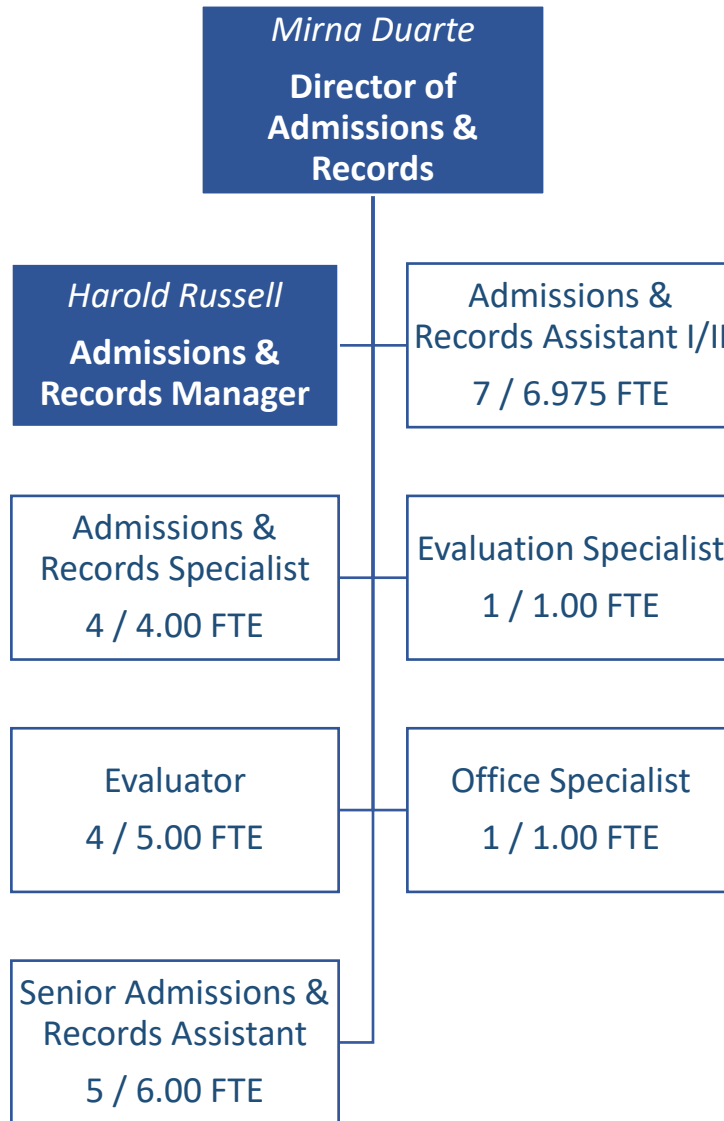 Mirna Duarte
Director of
Admissions &
Records
Harold Russell
Admissions &
Records Manager
Admissions &
Records Assistant I/II
7 / 6.975 FTE
Admissions &
Records Specialist
4 / 4.00 FTE
Evaluation Specialist
1 / 1.00 FTE
Evaluator
4 / 5.00 FTE
Office Specialist
1 / 1.00 FTE
Senior Admissions &
Records Assistant
5 / 6.00 FTE